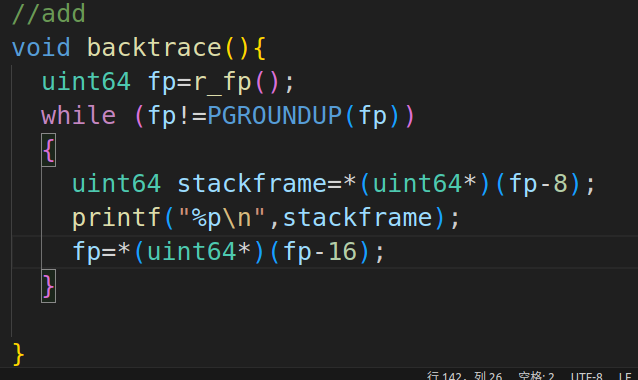 //add
void backtrace(){
uint64 fp=r_fp();
while (fp!=PGROUNDUP(fp))
{
uint64 stackframe=*(uint64*)(fp-8);
printf("%p\n",stackframe);
fp=*(uint64*)(fp-16);
}
}
行 142，列 26 空格: 2 UTF-8 LF